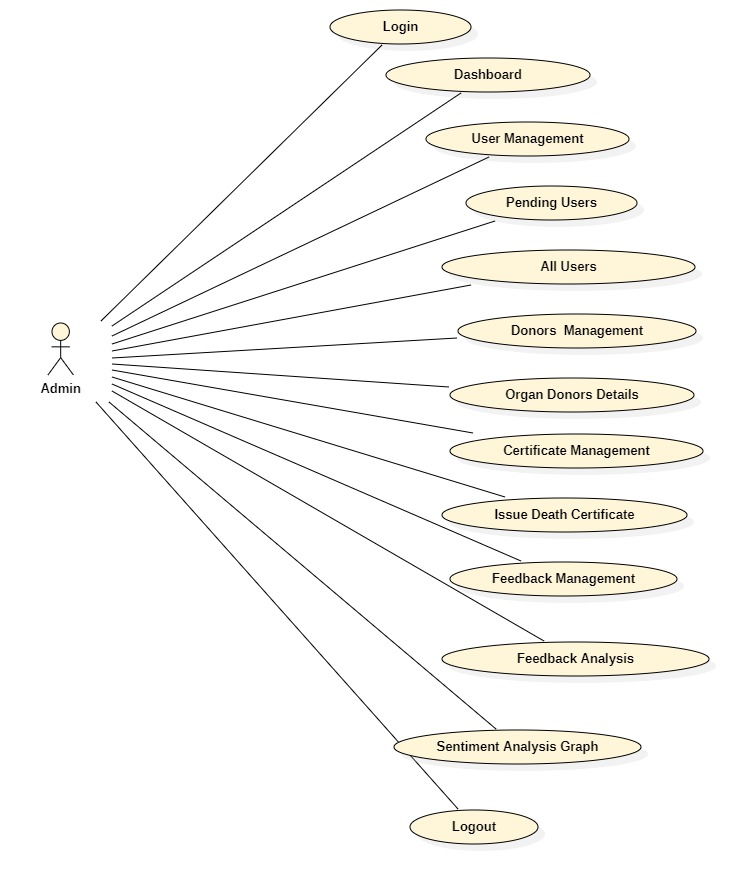 Login
Dashboard
User Management
Pending Users
All Users
Donors  Management
Admin
Organ Donors Details
Certificate Management
Issue Death Certificate
Feedback Management
Feedback Analysis
Sentiment Analysis Graph
Logout